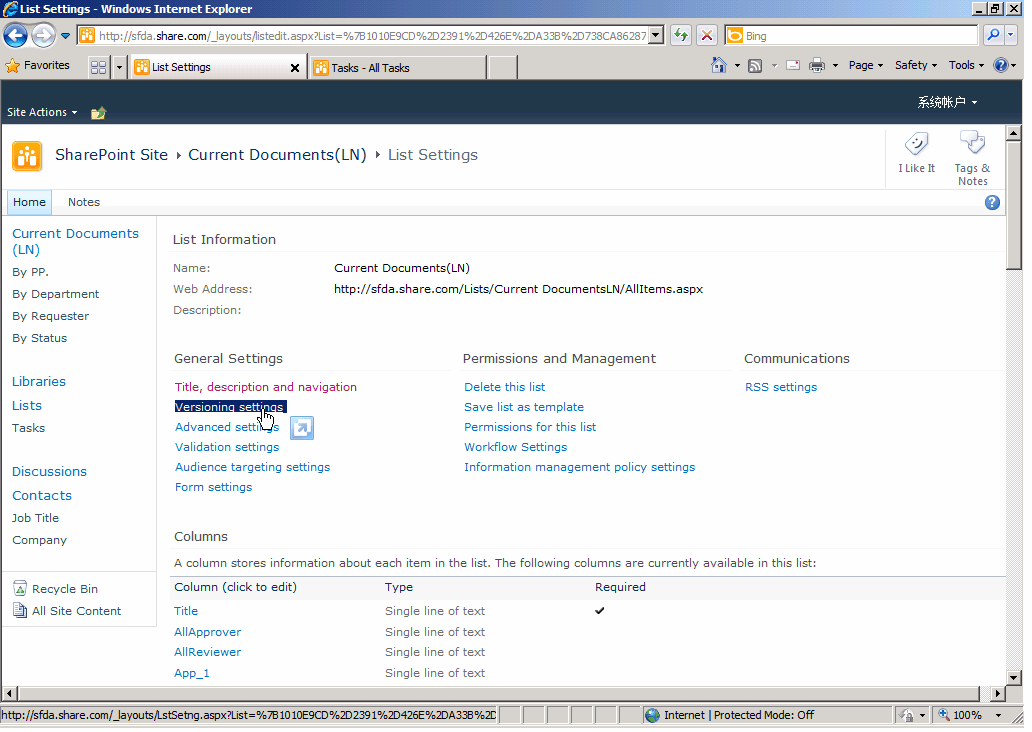 List Settings - Windows Internet Explorer
http://sfda.share.com/_layouts/listedit.aspx?List=%7B1010E9CD%2D2391%2D426E%2DA33B%2D738CA86287
Bing
Favorites
List Settings
Tasks - All Tasks
Page
Safety
Tools
Site Actions
系统帐户
SharePoint Site
Current Documents(LN)
List Settings
I Like It
Tags &
Notes
Home
Notes
Current Documents
(LN)
By PP.
By Department
By Requester
By Status
Libraries
Lists
Tasks
Discussions
Contacts
Job Title
Company
Recycle Bin
All Site Content
List Information
Name: Current Documents(LN)
Web Address: http://sfda.share.com/Lists/Current DocumentsLN/AllItems.aspx
Description:
General Settings
Title, description and navigation
Versioning settings
Advanced settings
Validation settings
Audience targeting settings
Form settings
Permissions and Management
Delete this list
Save list as template
Permissions for this list
Workflow Settings
Information management policy settings
Communications
RSS settings
Columns
A column stores information about each item in the list. The following columns are currently available in this list:
Column (click to edit) Type Required
Title Single line of text
AllApprover Single line of text
AllReviewer Single line of text
App_1 Single line of text
http://sfda.share.com/_layouts/LstSetng.aspx?List=%7B1010E9CD%2D2391%2D426E%2DA33B%2D
Internet | Protected Mode: Off
100%